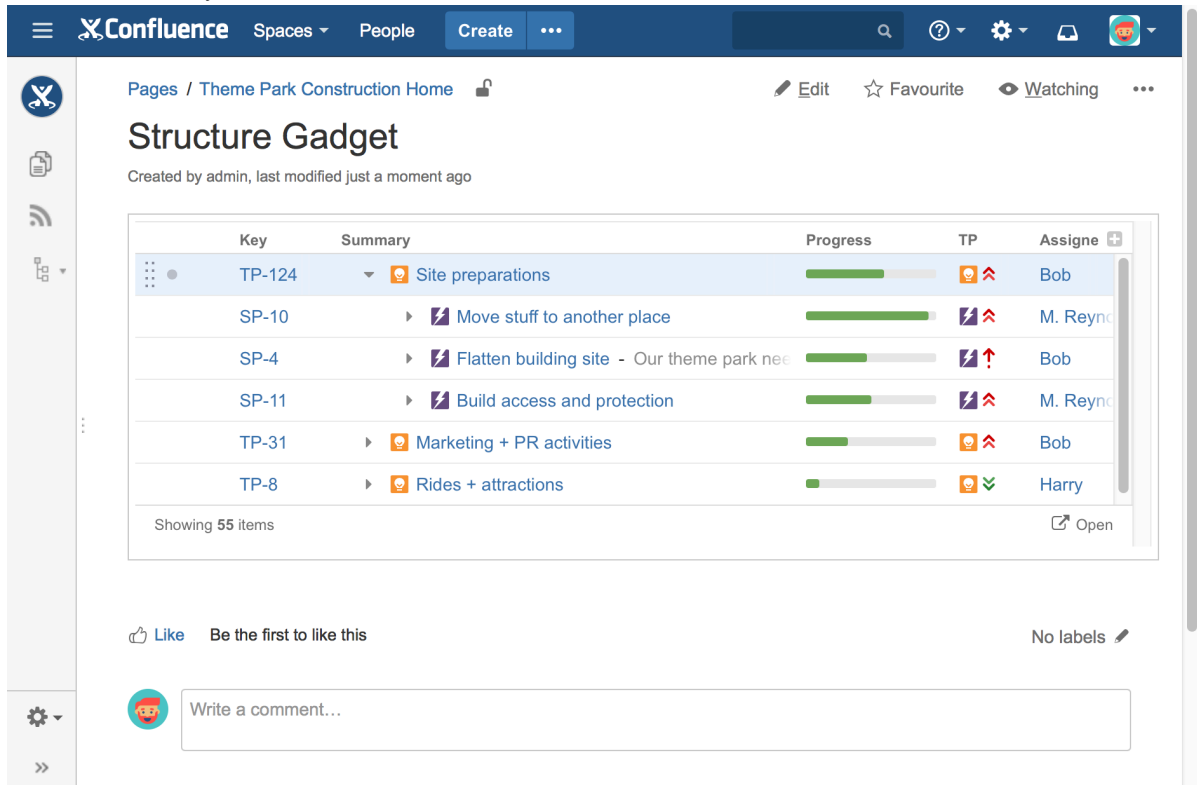 Confluence Spaces People Create
Pages / Theme Park Construction Home Edit Favourite Watching
Structure Gadget
Created by admin, last modified just a moment ago
Key Summary Progress TP Assigne
TP-124 Site preparations Bob
SP-10 Move stuff to another place M. Reync
SP-4 Flatten building site - Our theme park nee Bob
SP-11 Build access and protection M. Reync
TP-31 Marketing + PR activities Bob
TP-8 Rides + attractions Harry
Showing 55 items Open
Like Be the first to like this No labels
Write a comment…